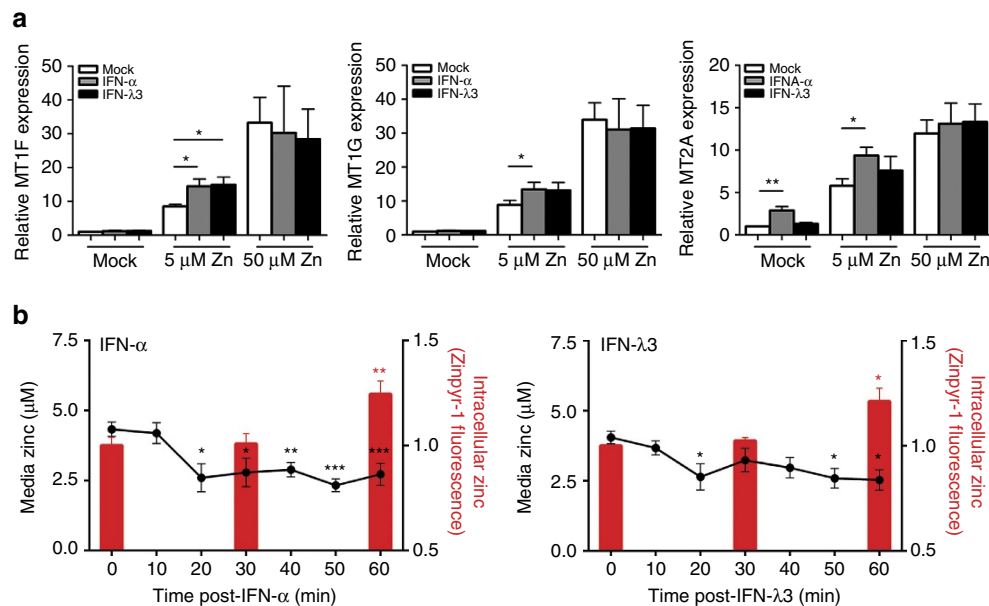 a
Relative MT1F expression
50
40
30
20
10
0
Mock
IFN-α
IFN-λ3
*
*
Mock
5 μM Zn
50 μM Zn
Relative MT1G expression
50
40
30
20
10
0
Mock
IFN-α
IFN-λ3
*
Mock
5 μM Zn
50 μM Zn
Relative MT2A expression
20
15
10
5
0
Mock
IFNA-α
IFN-λ3
**
*
Mock
5 μM Zn
50 μM Zn
b
IFN-α
Media zinc (μM)
7.5
5.0
2.5
0.0
* * ** *** ***
**
1.5
1.0
0.5
Intracellular zinc
(Zinpyr-1 fluorescence)
0 10 20 30 40 50 60
Time post-IFN-α (min)
IFN-λ3
Media zinc (μM)
7.5
5.0
2.5
0.0
* * *
*
1.5
1.0
0.5
Intracellular zinc
(Zinpyr-1 fluorescence)
0 10 20 30 40 50 60
Time post-IFN-λ3 (min)